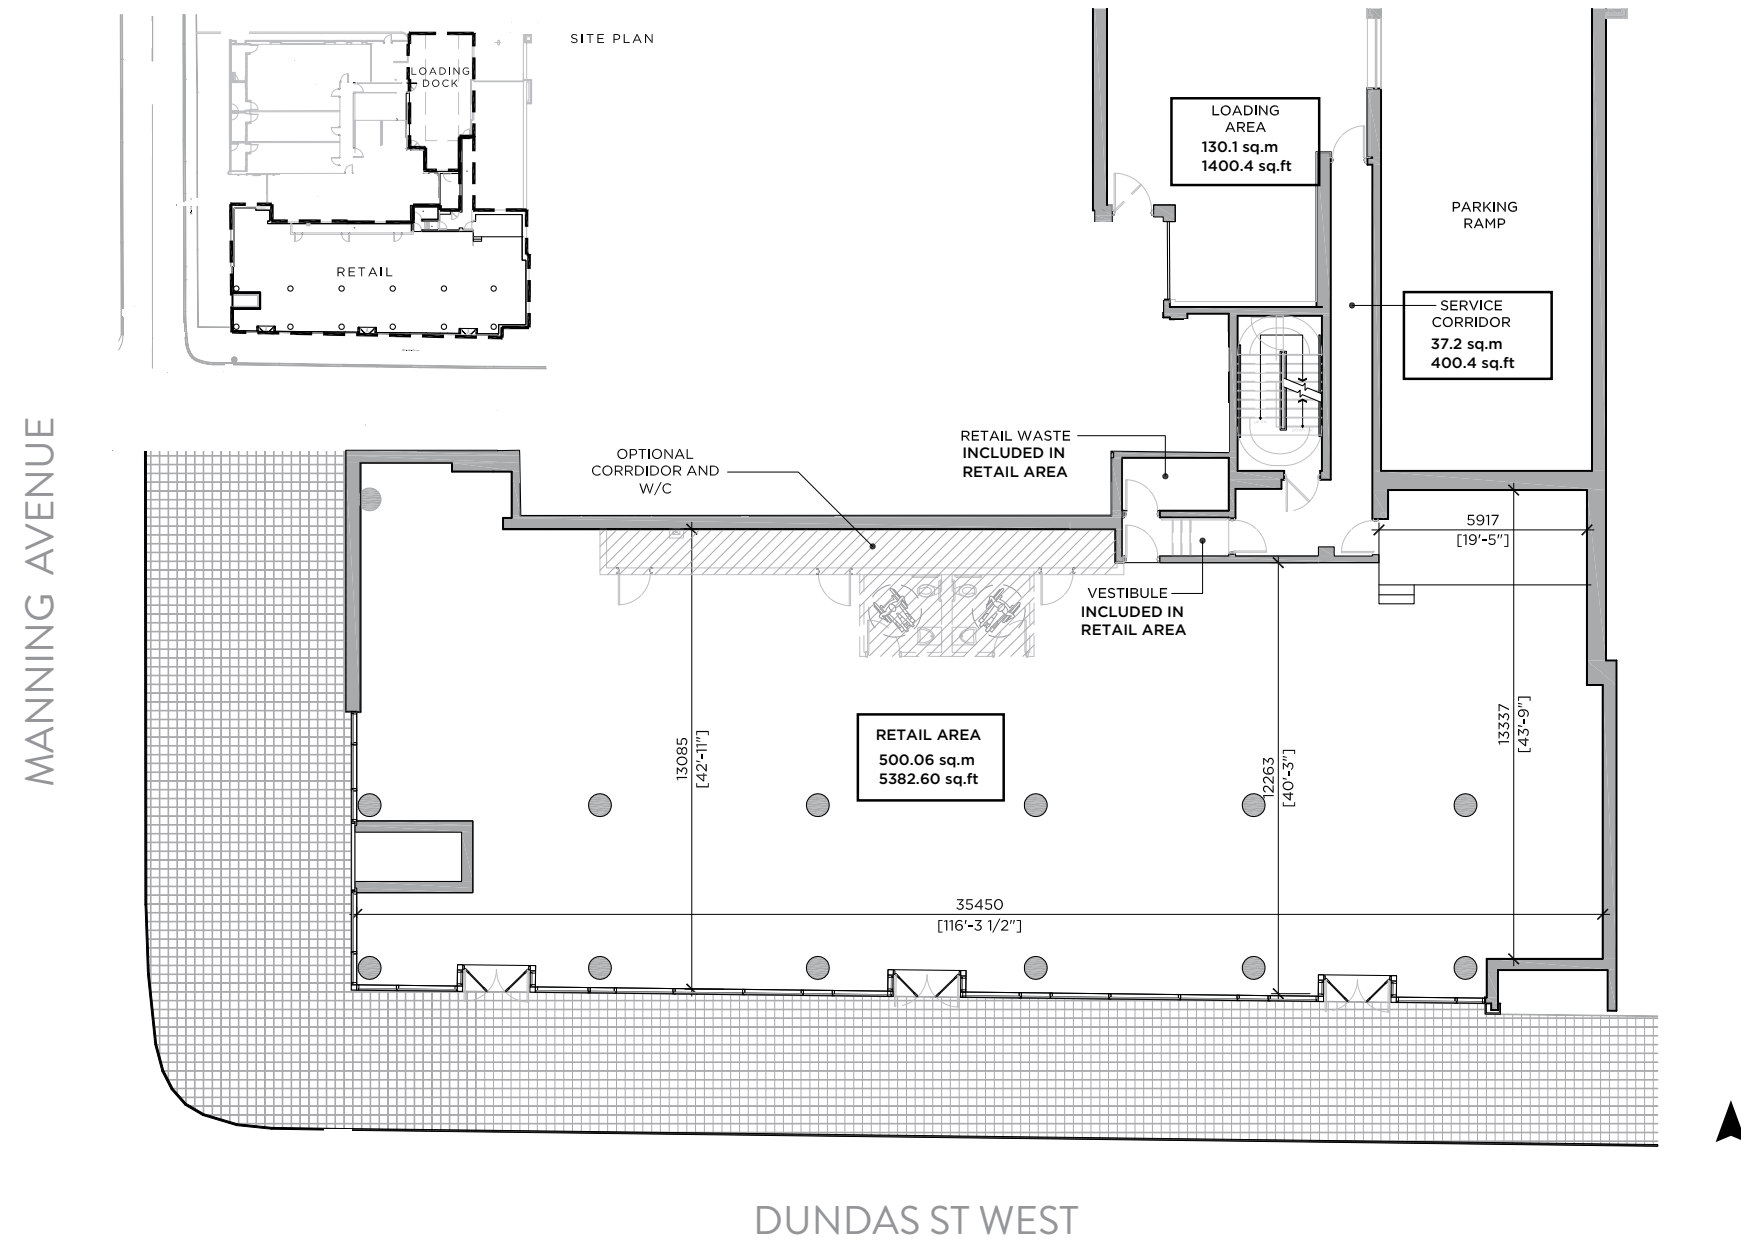 SITE PLAN
LOADING
DOCK
RETAIL
LOADING
AREA
130.1 sq.m
1400.4 sq.ft
PARKING
RAMP
SERVICE
CORRIDOR
37.2 sq.m
400.4 sq.ft
MANNING AVENUE
OPTIONAL
CORRDIDOR AND
W/C
RETAIL WASTE
INCLUDED IN
RETAIL AREA
5917
[19'-5"]
VESTIBULE
INCLUDED IN
RETAIL AREA
13085
[42'-11"]
RETAIL AREA
500.06 sq.m
5382.60 sq.ft
12263
[40'-3"]
13337
[43'-9"]
35450
[116'-3 1/2"]
DUNDAS ST WEST